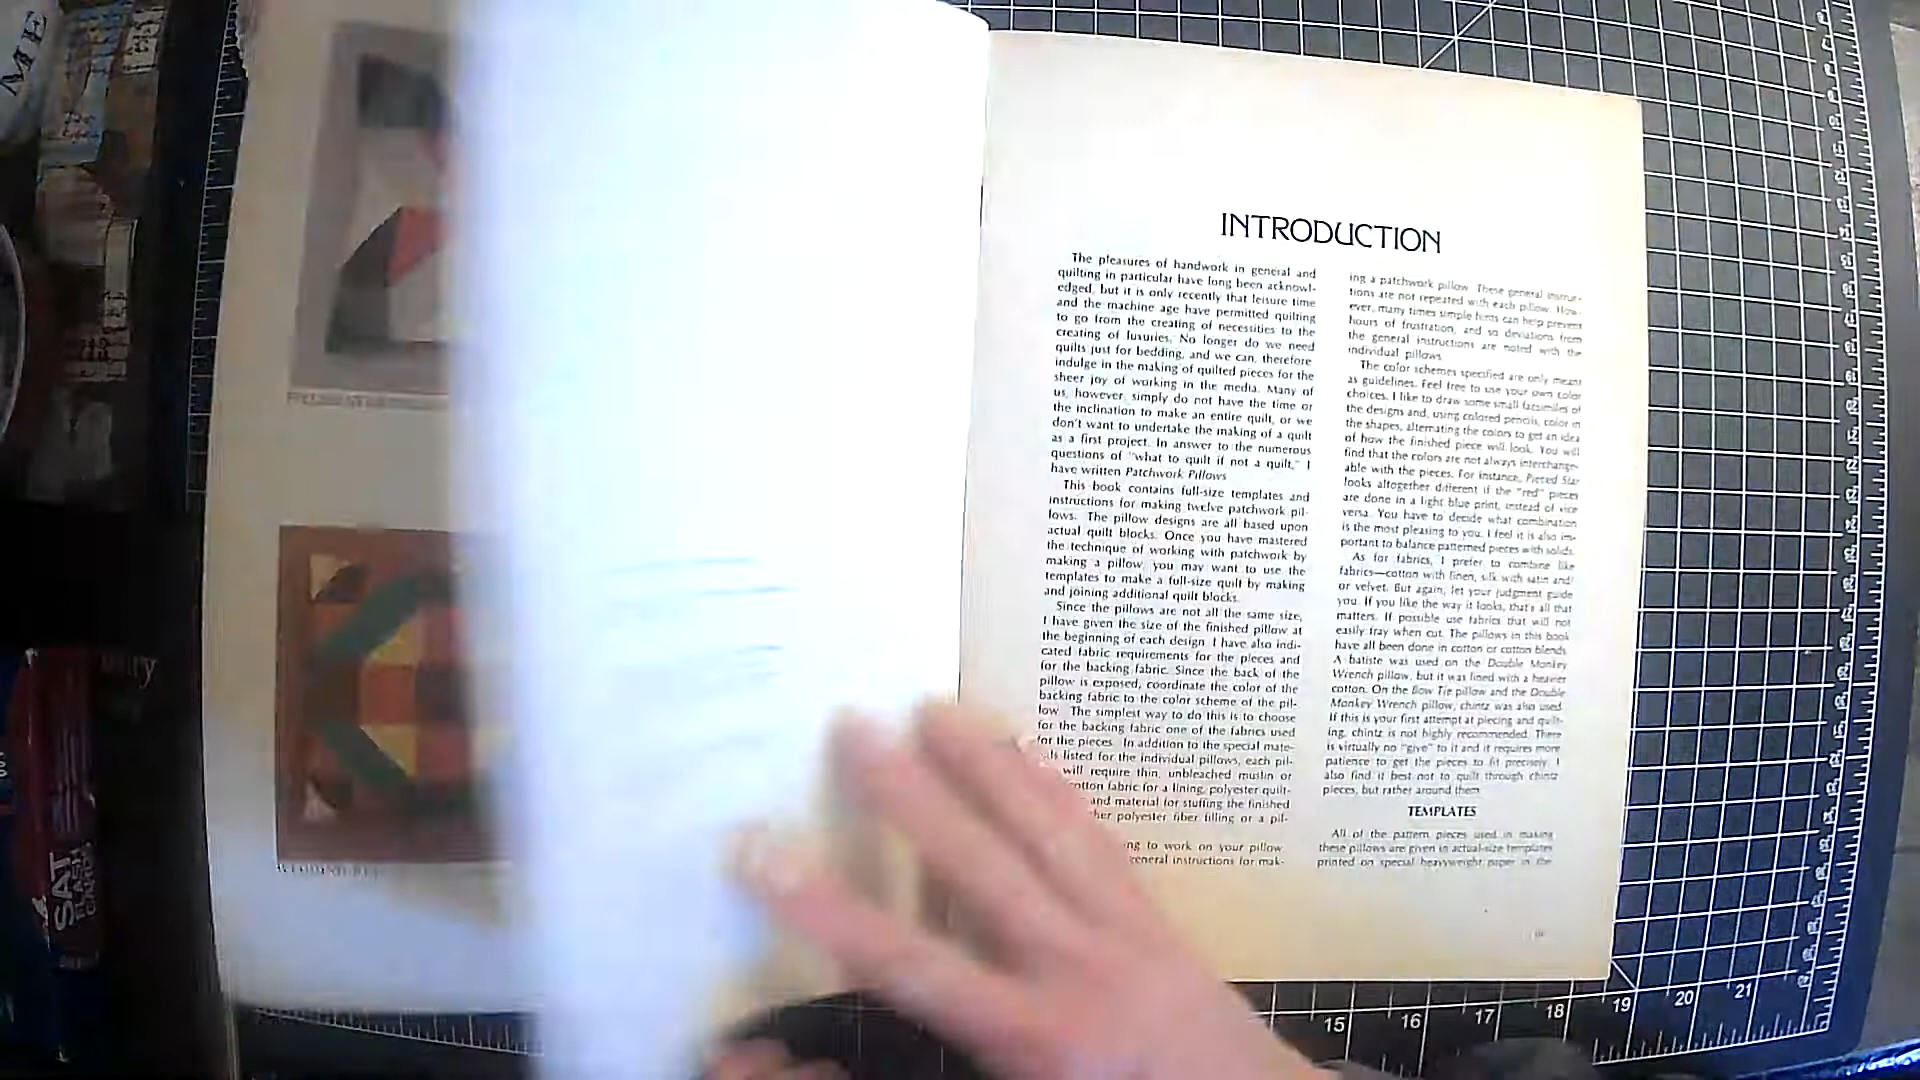 INTRODUCTION
The pleasures of handwork in general and
quilting in particular have long been acknowl-
edged, but it is only recently that leisure time
and the machine age have permitted quilting
to go from the creating of necessities to the
creating of luxuries. No longer do we need
quilts just for bedding, and we can, therefore
indulge in the making of quilted pieces for the
sheer joy of working in the media. Many of
us, however, simply do not have the time or
the inclination to make an entire quilt, or we
don't want to undertake the making of a quilt
as a first project. In answer to the numerous
questions of "what to quilt if not a quilt," I
have written Patchwork Pillows
This book contains full-size templates and
instructions for making twelve patchwork pil-
lows. The pillow designs are all based upon
actual quilt blocks. Once you have mastered
the technique of working with patchwork by
making a pillow, you may want to use the
templates to make a full-size quilt by making
and joining additional quilt blocks.
Since the pillows are not all the same size,
I have given the size of the finished pillow at
the beginning of each design. I have also indi-
cated fabric requirements for the pieces and
for the backing fabric. Since the back of the
pillow is exposed, coordinate the color of the
backing fabric to the color scheme of the pil-
low. The simplest way to do this is to choose
for the backing fabric one of the fabrics used
for the pieces. In addition to the special mate-
ls listed for the individual pillows, each pil-
will require thin, unbleached muslin or
otton fabric for a lining, polyester quilt-
and material for stuffing the finished
her polyester fiber filling or a pil-
ng to work on your pillow
general instructions for mak-
ing a patchwork pillow. These general instruc-
tions are not repeated with each pillow. How-
ever, many times simple hints can help prevent
hours of frustration, and so deviations from
the general instructions are noted with the
individual pillows.
The color schemes specified are only meant
as guidelines. Feel free to use your own color
choices. I like to draw some small facsimiles of
the designs and, using colored pencils, color in
the shapes, alternating the colors to get an idea
of how the finished piece will look. You will
find that the colors are not always interchange-
able with the pieces. For instance, Pieced Star
looks altogether different if the "red" pieces
are done in a light blue print, instead of vice
versa. You have to decide what combination
is the most pleasing to you. I feel it is also im-
portant to balance patterned pieces with solids.
As for fabrics, I prefer to combine like
fabrics—cotton with linen, silk with satin and/
or velvet. But again, let your judgment guide
you. If you like the way it looks, that's all that
matters. If possible use fabrics that will not
easily fray when cut. The pillows in this book
have all been done in cotton or cotton blends.
A batiste was used on the Double Monkey
Wrench pillow, but it was lined with a heavier
cotton. On the Bow Tie pillow and the Double
Monkey Wrench pillow, chintz was also used.
If this is your first attempt at piecing and quilt-
ing, chintz is not highly recommended. There
is virtually no "give" to it and it requires more
patience to get the pieces to fit precisely. I
also find it best not to quilt through chintz
pieces, but rather around them.
TEMPLATES
All of the pattern pieces used in making
these pillows are given in actual-size templates
printed on special heavyweight paper in the
15 16 17 18 19 20 21
ME
SAT
FLASH
CARDS